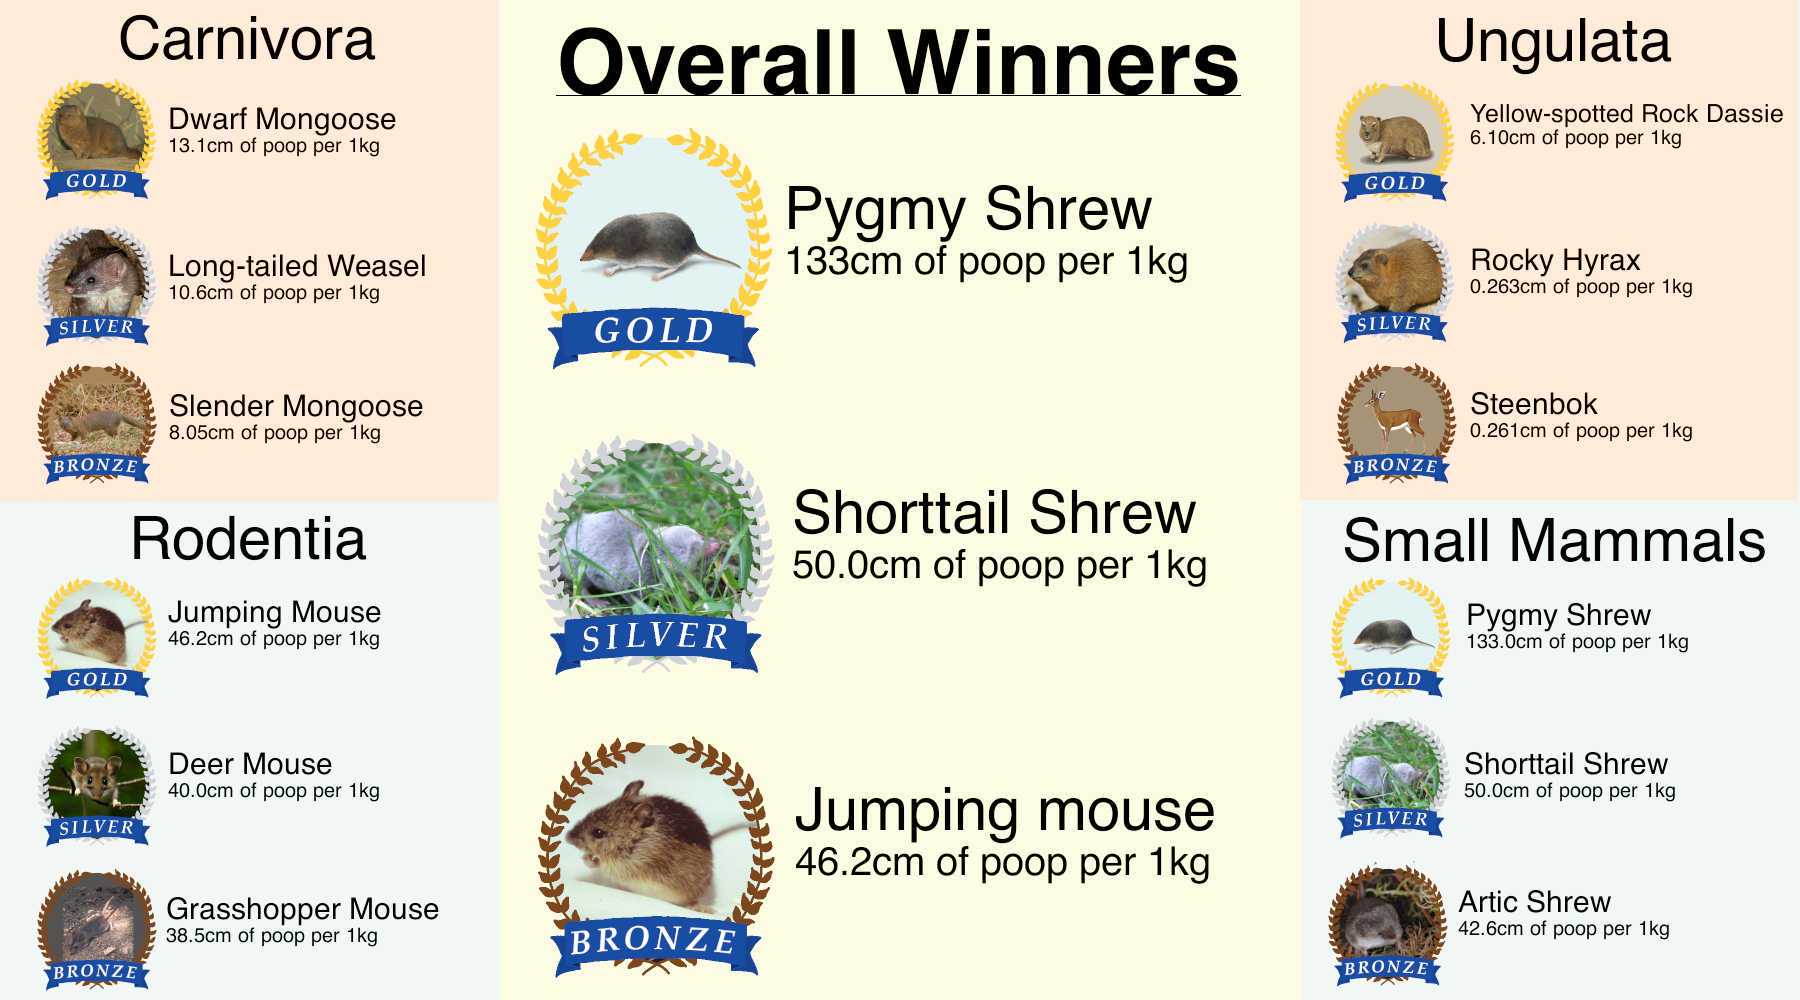 Carnivora
GOLD
Dwarf Mongoose
13.1cm of poop per 1kg
SILVER
Long-tailed Weasel
10.6cm of poop per 1kg
BRONZE
Slender Mongoose
8.05cm of poop per 1kg
Rodentia
GOLD
Jumping Mouse
46.2cm of poop per 1kg
SILVER
Deer Mouse
40.0cm of poop per 1kg
BRONZE
Grasshopper Mouse
38.5cm of poop per 1kg
Overall Winners
GOLD
Pygmy Shrew
133cm of poop per 1kg
SILVER
Shorttail Shrew
50.0cm of poop per 1kg
BRONZE
Jumping mouse
46.2cm of poop per 1kg
Ungulata
GOLD
Yellow-spotted Rock Dassie
6.10cm of poop per 1kg
SILVER
Rocky Hyrax
0.263cm of poop per 1kg
BRONZE
Steenbok
0.261cm of poop per 1kg
Small Mammals
GOLD
Pygmy Shrew
133.0cm of poop per 1kg
SILVER
Shorttail Shrew
50.0cm of poop per 1kg
BRONZE
Artic Shrew
42.6cm of poop per 1kg